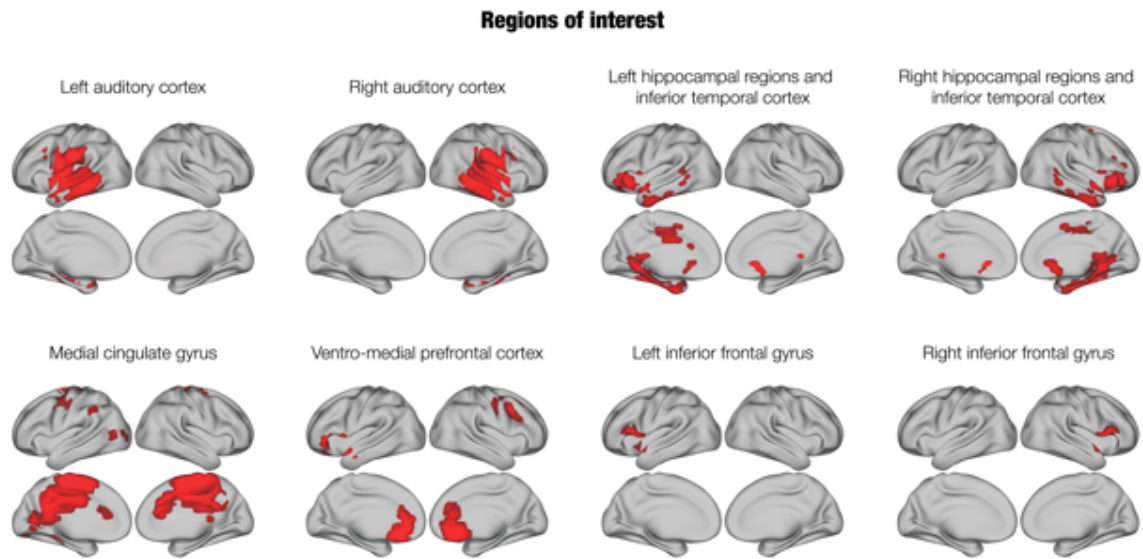 Regions of interest
Left auditory cortex
Right auditory cortex
Left hippocampal regions and
inferior temporal cortex
Right hippocampal regions and
inferior temporal cortex
Medial cingulate gyrus
Ventro-medial prefrontal cortex
Left inferior frontal gyrus
Right inferior frontal gyrus